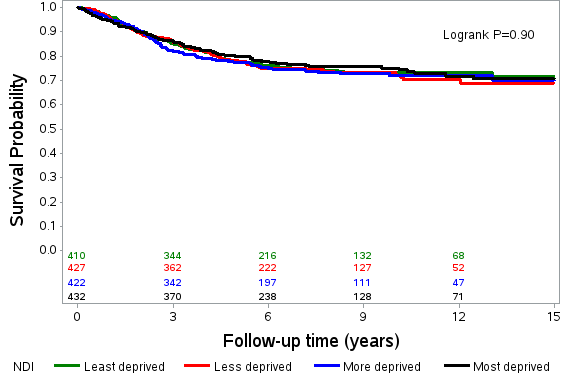 1.0
0.9
0.8
0.7
0.6
0.5
0.4
0.3
0.2
0.1
0.0
Survival Probability
Logrank P=0.90
410 344 216 132 68
427 362 222 127 52
422 342 197 111 47
432 370 238 128 71
0 3 6 9 12 15
Follow-up time (years)
NDI Least deprived Less deprived More deprived Most deprived